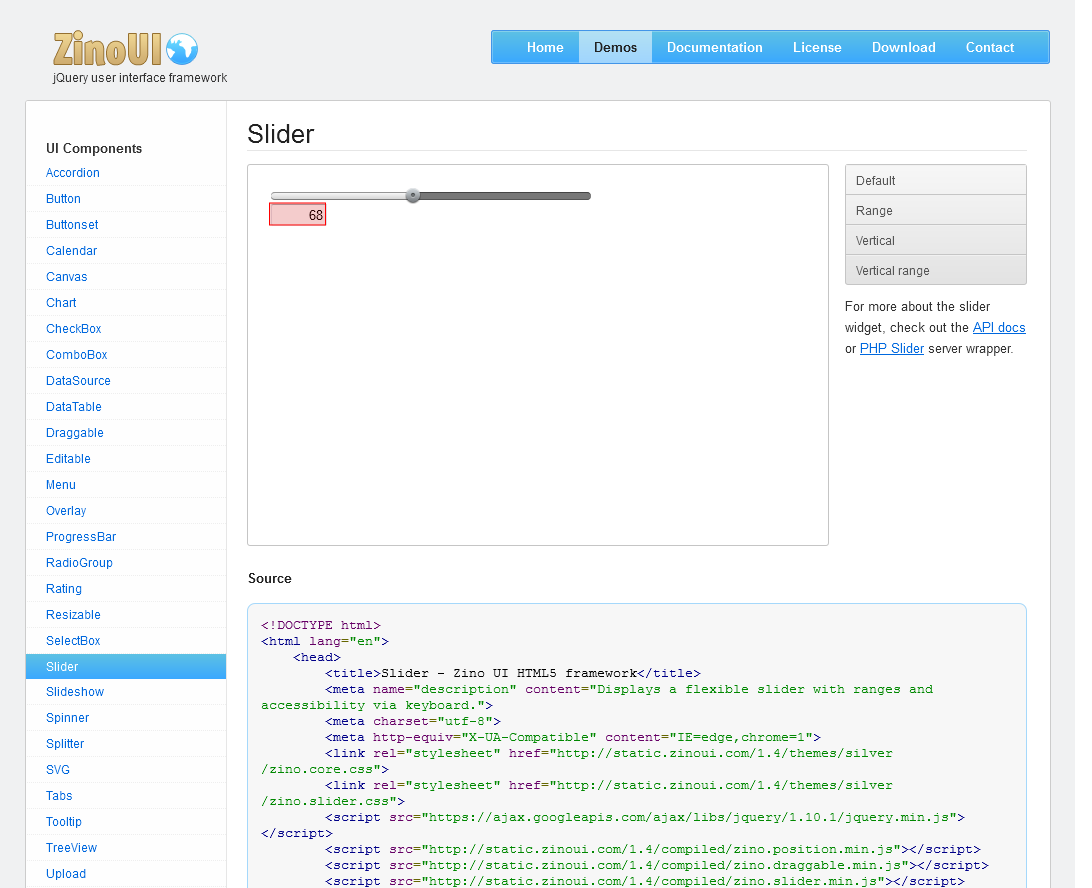 ZinoUI
jQuery user interface framework
Home Demos Documentation License Download Contact
UI Components
Accordion
Button
Buttonset
Calendar
Canvas
Chart
CheckBox
ComboBox
DataSource
DataTable
Draggable
Editable
Menu
Overlay
ProgressBar
RadioGroup
Rating
Resizable
SelectBox
Slider
Slideshow
Spinner
Splitter
SVG
Tabs
Tooltip
TreeView
Upload
Slider
68
Default
Range
Vertical
Vertical range
For more about the slider
widget, check out the API docs
or PHP Slider server wrapper.
Source
<!DOCTYPE html>
<html lang="en">
<head>
<title>Slider - Zino UI HTML5 framework</title>
<meta name="description" content="Displays a flexible slider with ranges and
accessibility via keyboard.">
<meta charset="utf-8">
<meta http-equiv="X-UA-Compatible" content="IE=edge,chrome=1">
<link rel="stylesheet" href="http://static.zinoui.com/1.4/themes/silver
/zino.core.css">
<link rel="stylesheet" href="http://static.zinoui.com/1.4/themes/silver
/zino.slider.css">
<script src="https://ajax.googleapis.com/ajax/libs/jquery/1.10.1/jquery.min.js">
</script>
<script src="http://static.zinoui.com/1.4/compiled/zino.position.min.js"></script>
<script src="http://static.zinoui.com/1.4/compiled/zino.draggable.min.js"></script>
<script src="http://static.zinoui.com/1.4/compiled/zino.slider.min.js"></script>